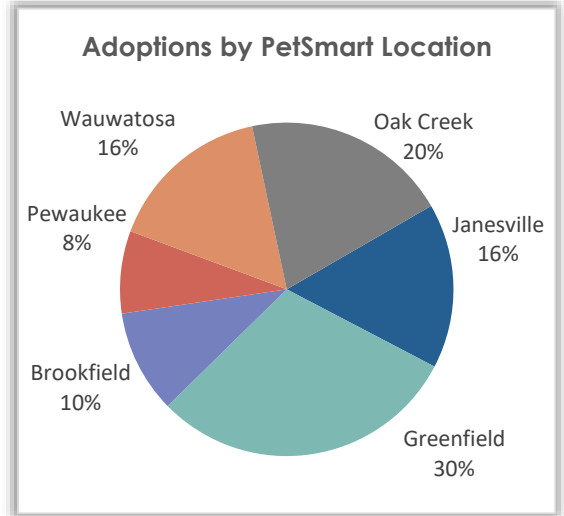 Adoptions by PetSmart Location
Wauwatosa
16%
Oak Creek
20%
Pewaukee
8%
Janesville
16%
Brookfield
10%
Greenfield
30%